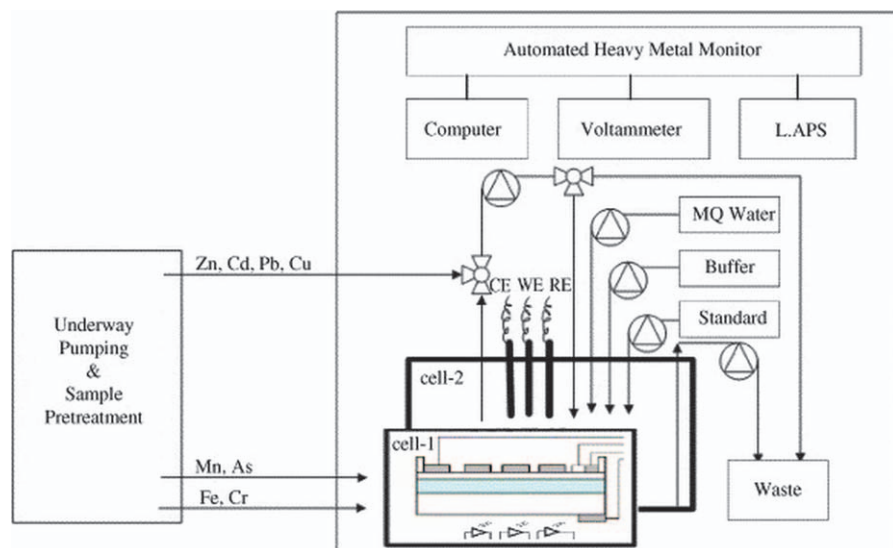 Automated Heavy Metal Monitor
Computer
Voltammeter
L.APS
MQ Water
Zn, Cd, Pb, Cu
Buffer
CE WE RE
Standard
Underway
Pumping
&
Sample
Pretreatment
cell-2
cell-1
Mn, As
Fe, Cr
Waste